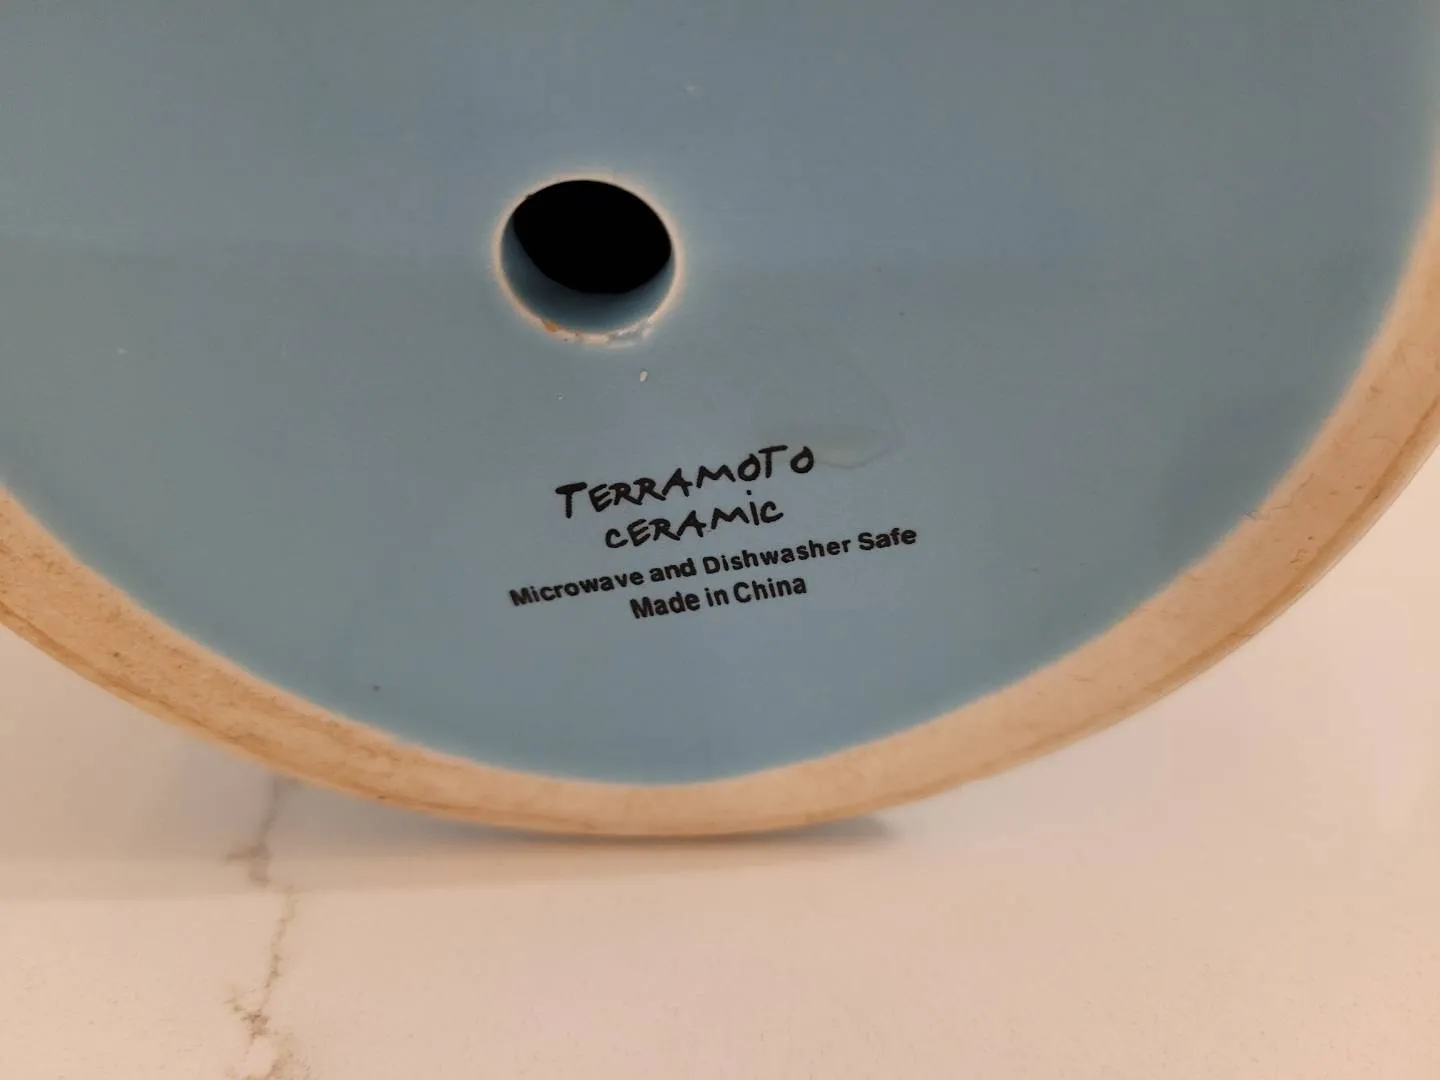 TERRAMOTO
CERAMiC
Microwave and Dishwasher Safe
Made in China